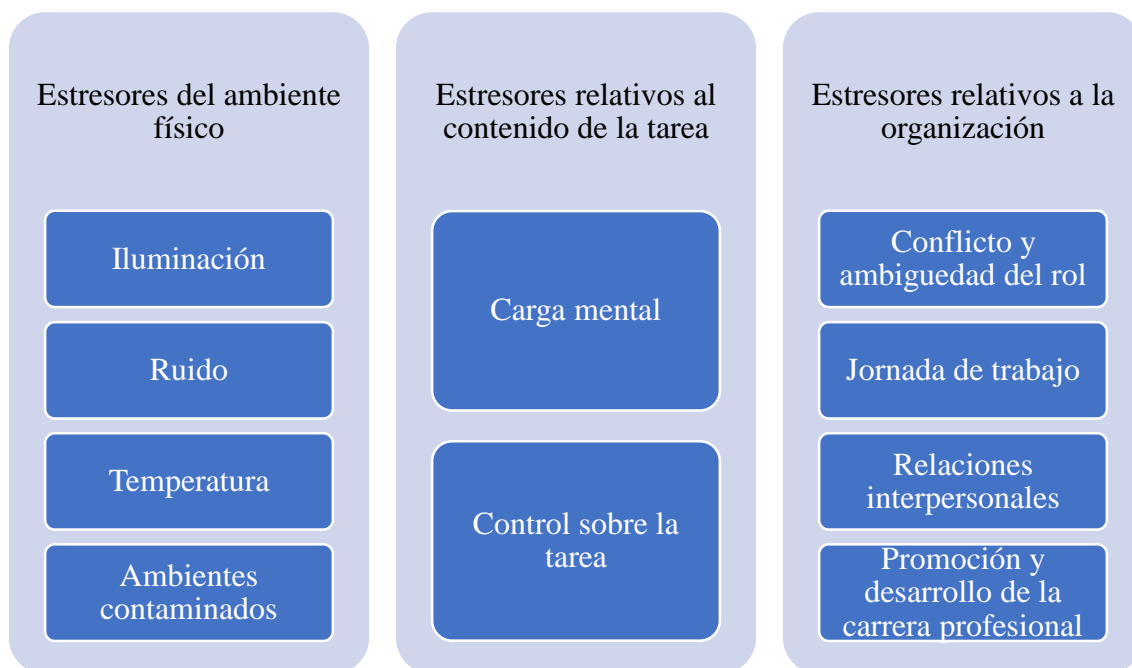 Estresores del ambiente
físico
Iluminación
Ruido
Temperatura
Ambientes
contaminados
Estresores relativos al
contenido de la tarea
Carga mental
Control sobre la
tarea
Estresores relativos a la
organización
Conflicto y
ambiguedad del rol
Jornada de trabajo
Relaciones
interpersonales
Promoción y
desarrollo de la
carrera profesional